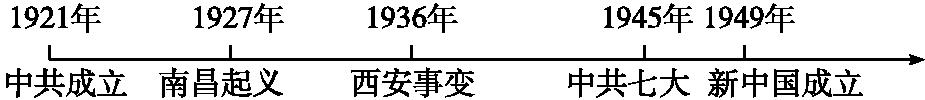 1921年 1927年 1936年 1945年 1949年
中共成立 南昌起义 西安事变 中共七大 新中国成立